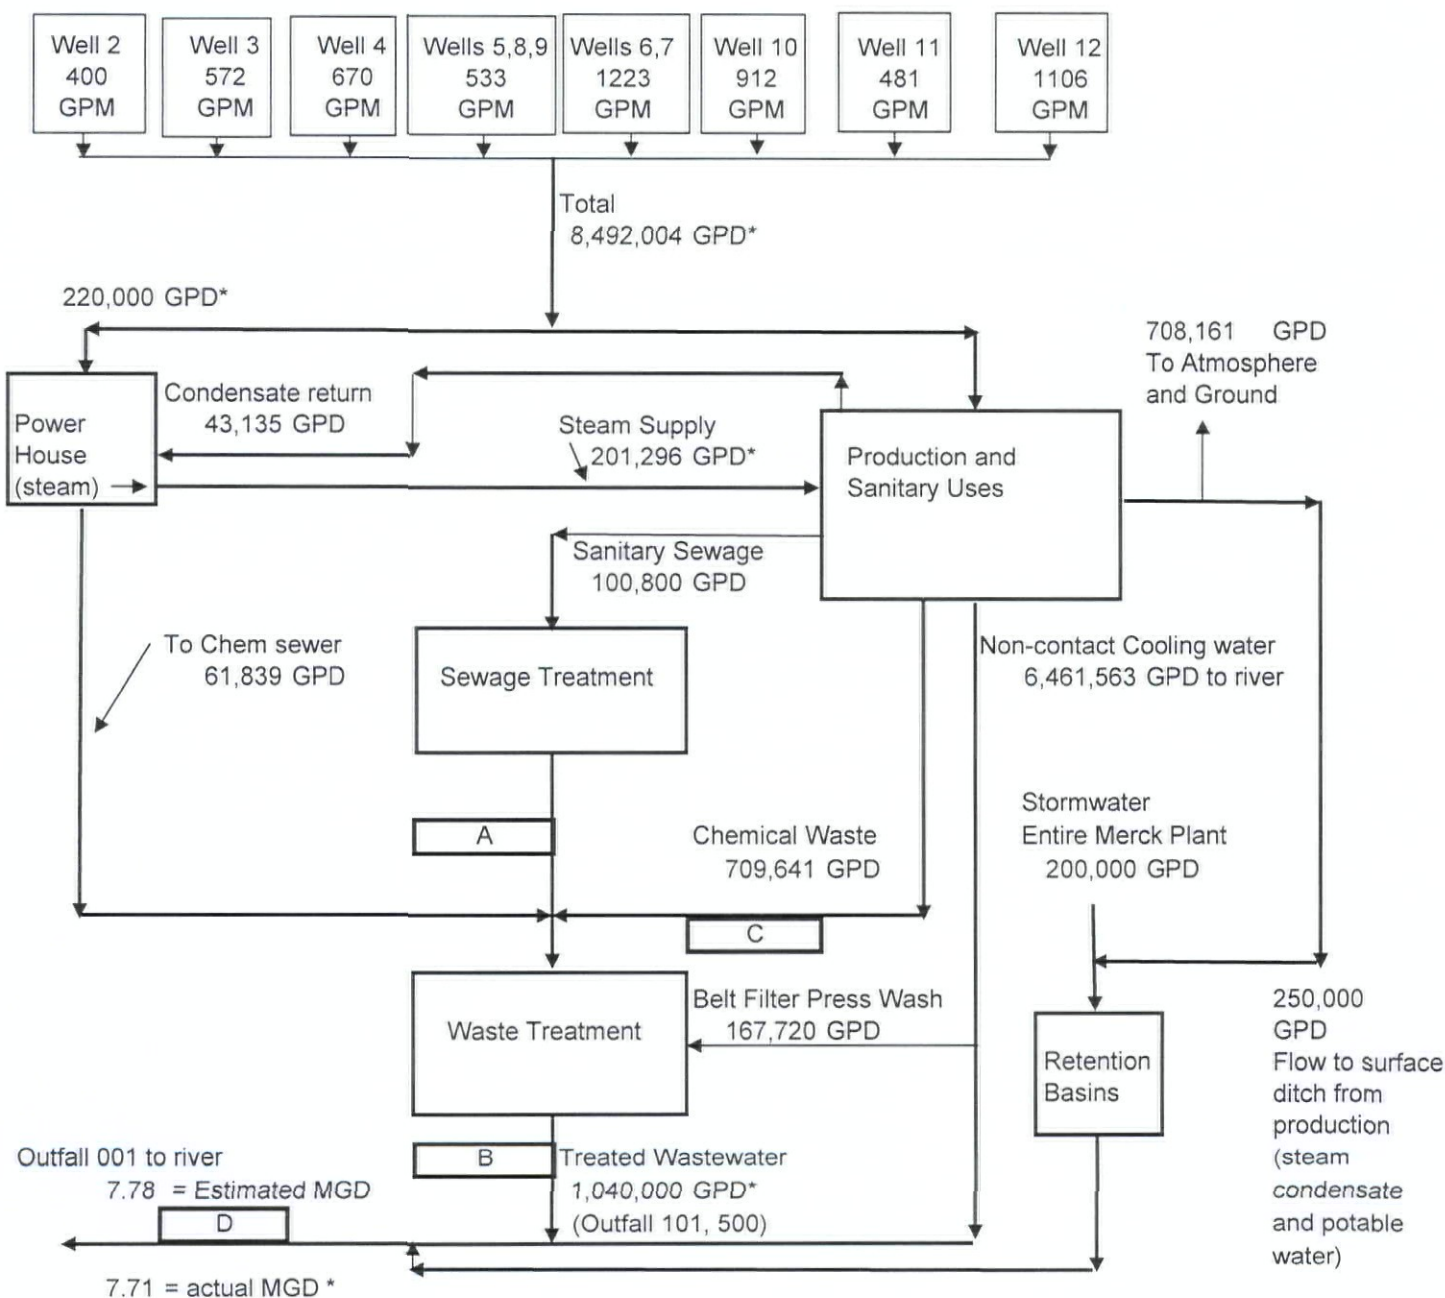 Well 2
400
GPM
Well 3
572
GPM
Well 4
670
GPM
Wells 5,8,9
533
GPM
Wells 6,7
1223
GPM
Well 10
912
GPM
Well 11
481
GPM
Well 12
1106
GPM
Total
8,492,004 GPD*
220,000 GPD*
708,161 GPD
To Atmosphere
and Ground
Power
House
(steam)
Condensate return
43,135 GPD
Steam Supply
201,296 GPD*
Production and
Sanitary Uses
Sanitary Sewage
100,800 GPD
To Chem sewer
61,839 GPD
Sewage Treatment
Non-contact Cooling water
6,461,563 GPD to river
A
Chemical Waste
709,641 GPD
Stormwater
Entire Merck Plant
200,000 GPD
C
Waste Treatment
Belt Filter Press Wash
167,720 GPD
Retention
Basins
250,000
GPD
Flow to surface
ditch from
production
(steam
condensate
and potable
water)
B
Treated Wastewater
1,040,000 GPD*
(Outfall 101, 500)
Outfall 001 to river
7.78 = Estimated MGD
D
7.71 = actual MGD *